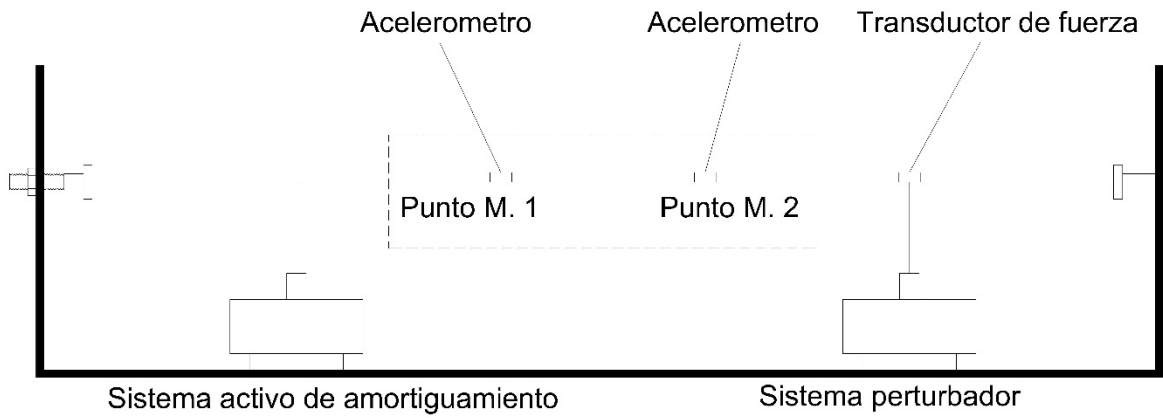 Acelerometro Acelerometro Transductor de fuerza
Punto M. 1 Punto M. 2
Sistema activo de amortiguamiento Sistema perturbador